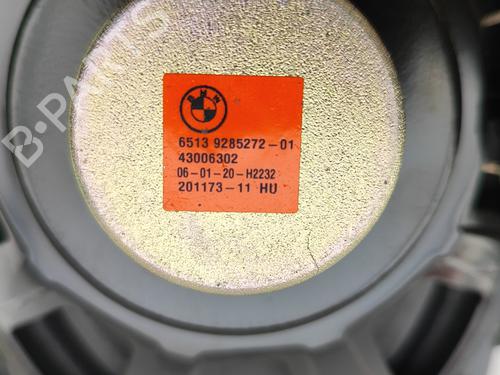 BMW
6513 9285272-01
43006302
06-01-20-H2232
201173-11 HU
B-PARTS